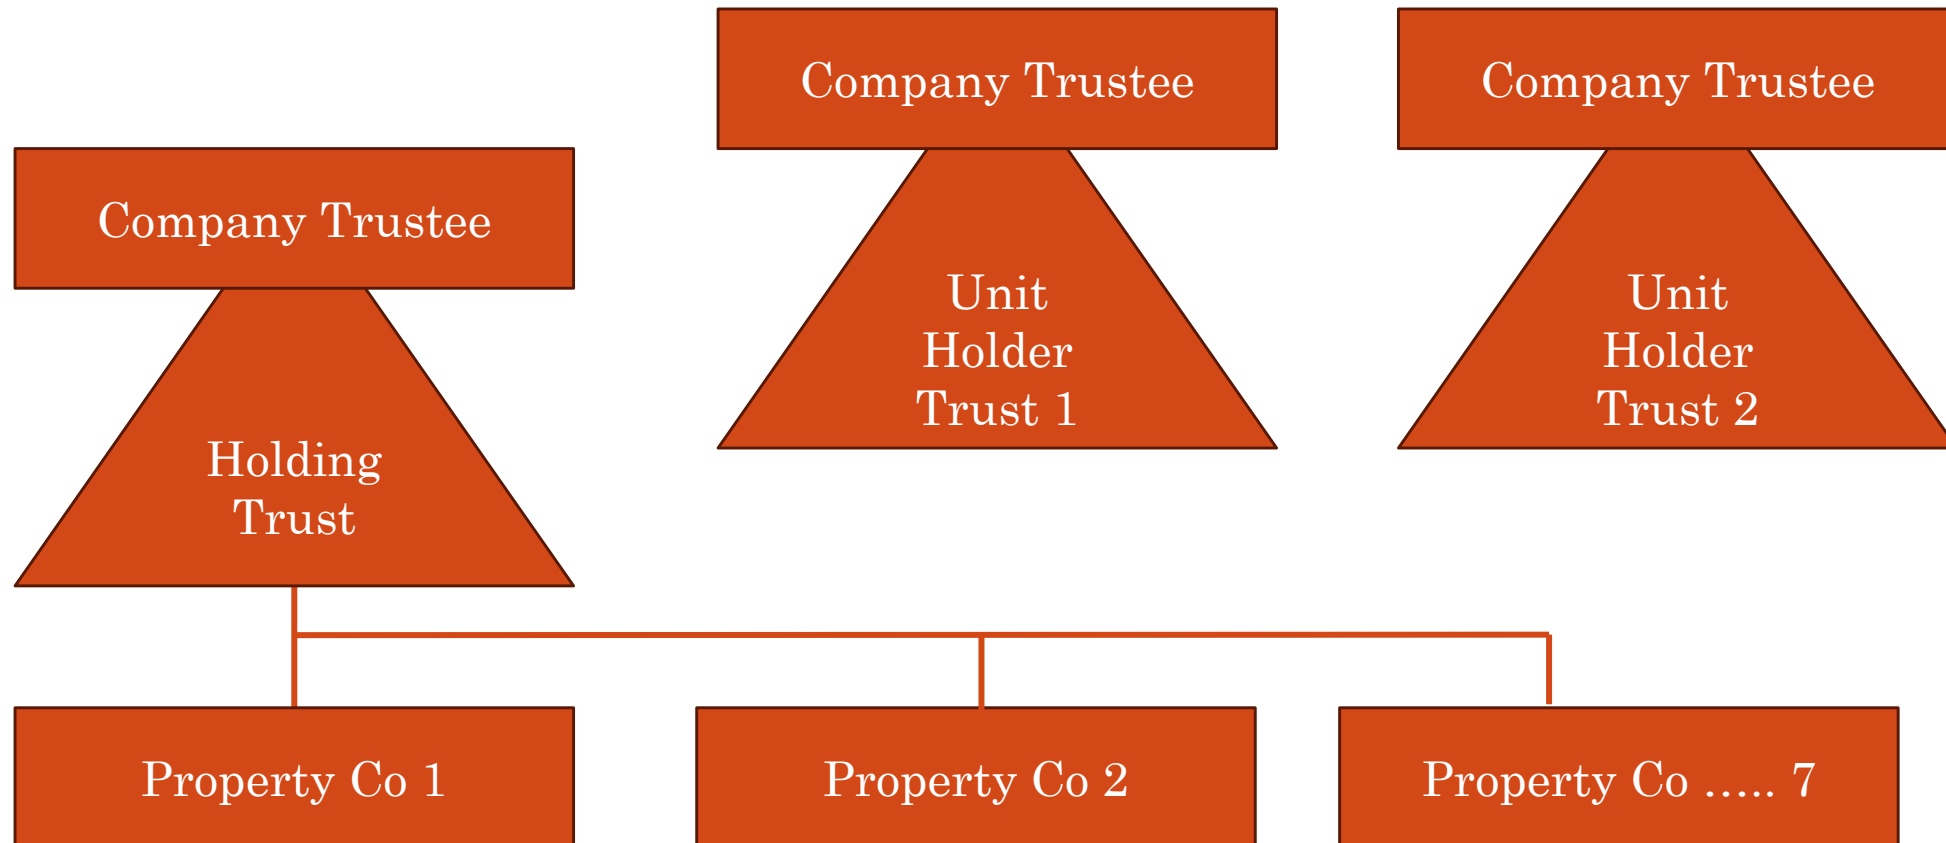 Company Trustee
Company Trustee
Company Trustee
Unit
Holder
Trust 1
Unit
Holder
Trust 2
Holding
Trust
Property Co 1
Property Co 2
Property Co ..... 7